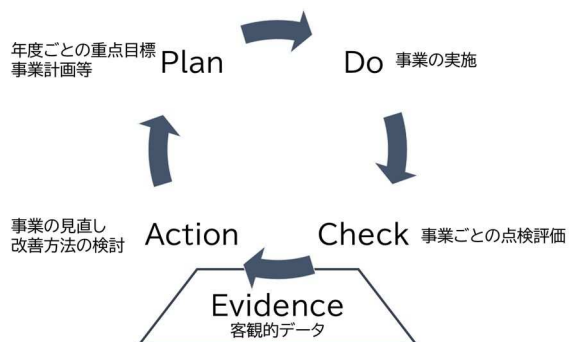 年度ごとの重点目標
事業計画等
Plan
Do
事業の実施
事業の見直し
改善方法の検討
Action
Check
事業ごとの点検評価
Evidence
客観的データ